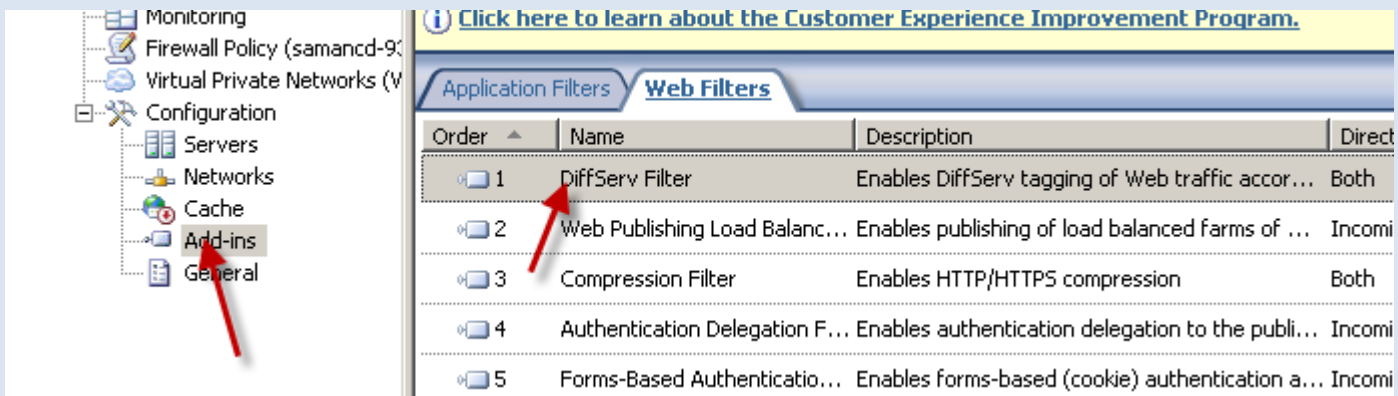 Monitoring
Firewall Policy (samancd-93
Virtual Private Networks (V
Configuration
Servers
Networks
Cache
Add-ins
General
Click here to learn about the Customer Experience Improvement Program.
Application Filters Web Filters
Order Name Description Direct
1 DiffServ Filter Enables DiffServ tagging of Web traffic accor... Both
2 Web Publishing Load Balanc... Enables publishing of load balanced farms of ... Incomi
3 Compression Filter Enables HTTP/HTTPS compression Both
4 Authentication Delegation F... Enables authentication delegation to the publi... Incomi
5 Forms-Based Authenticatio... Enables forms-based (cookie) authentication a... Incomi